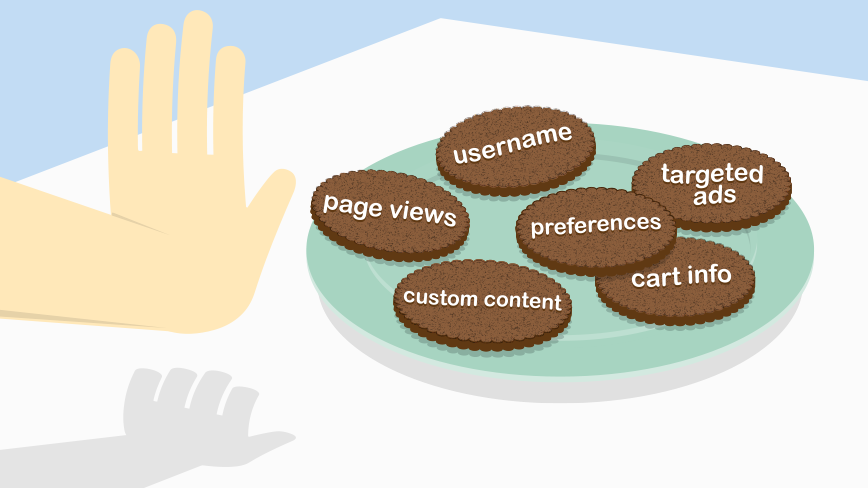 username
targeted
ads
page views
preferences
cart info
custom content